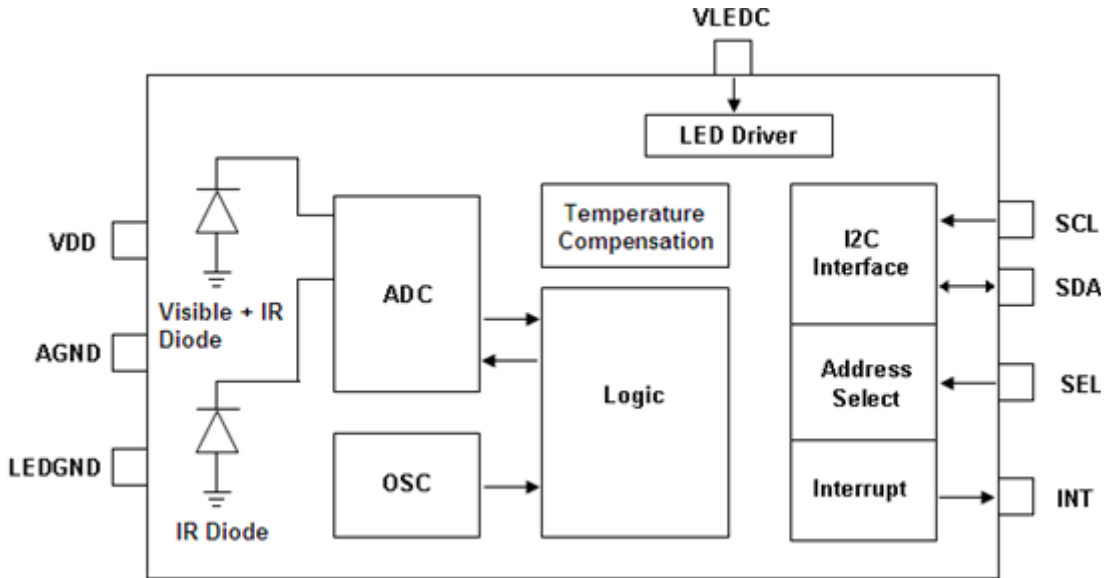 VLEDC
LED Driver
Temperature
Compensation
I2C
Interface
SCL
VDD
ADC
SDA
Visible + IR
Diode
AGND
Logic
Address
Select
SEL
LEDGND
OSC
Interrupt
INT
IR Diode